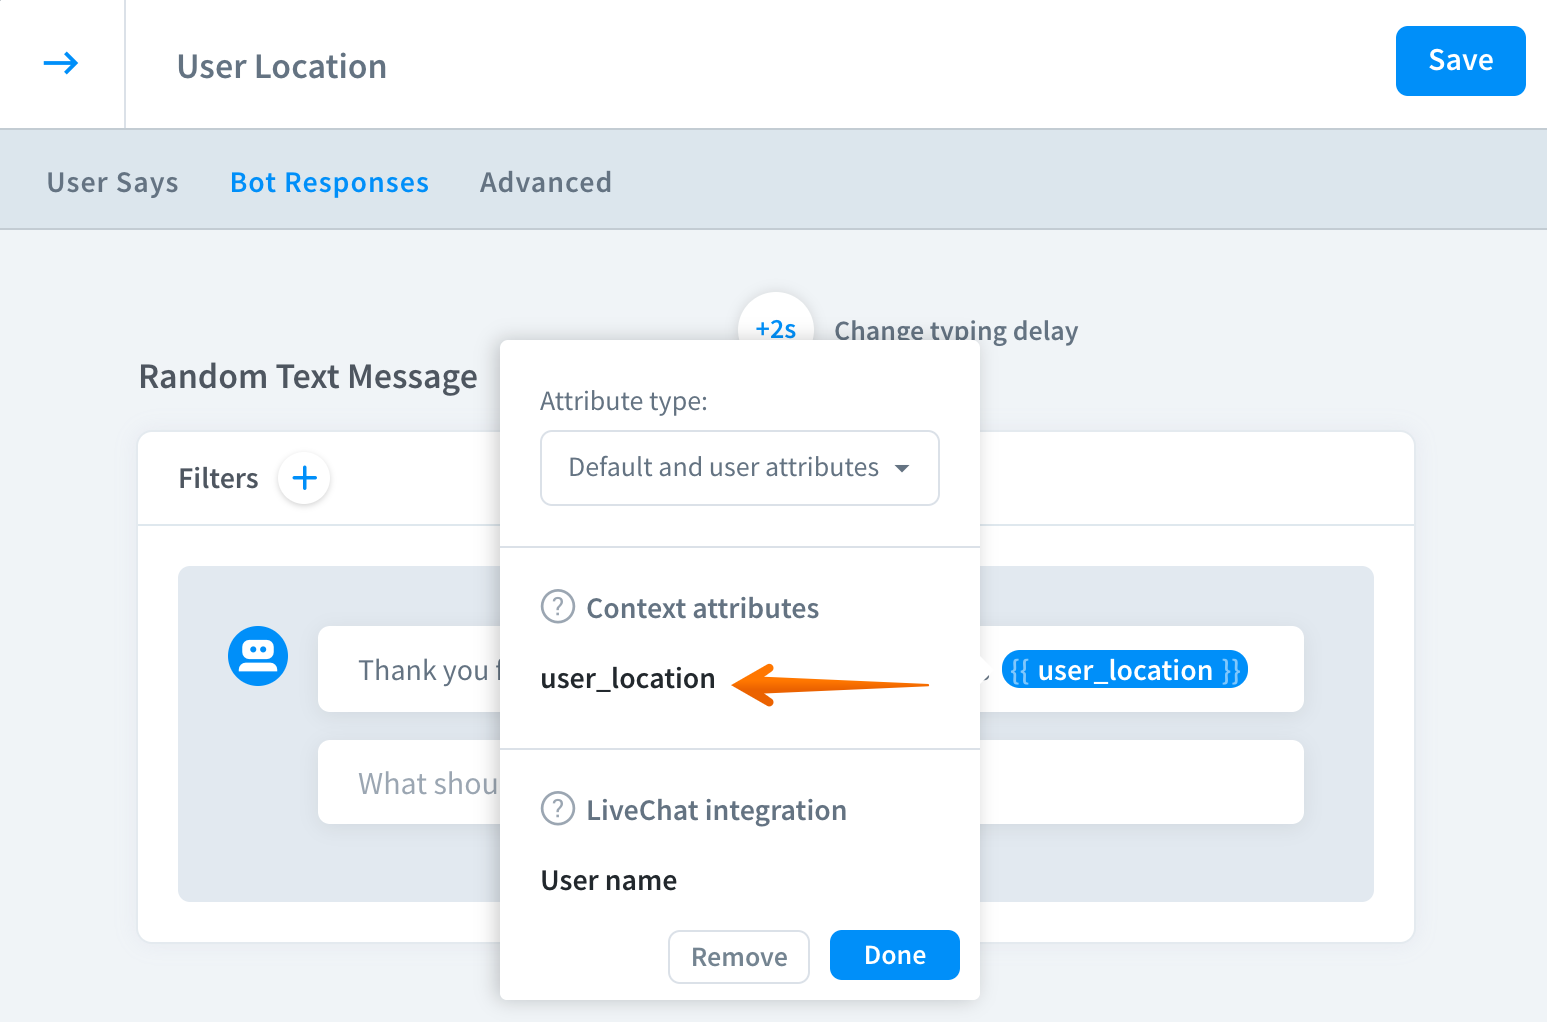 User Location
Save
User Says
Bot Responses
Advanced
+2s
Change typing delay
Random Text Message
Attribute type:
Default and user attributes
Filters
?
Context attributes
Thank you
user_location
{{ user_location }}
What
?
LiveChat integration
User name
Remove
Done